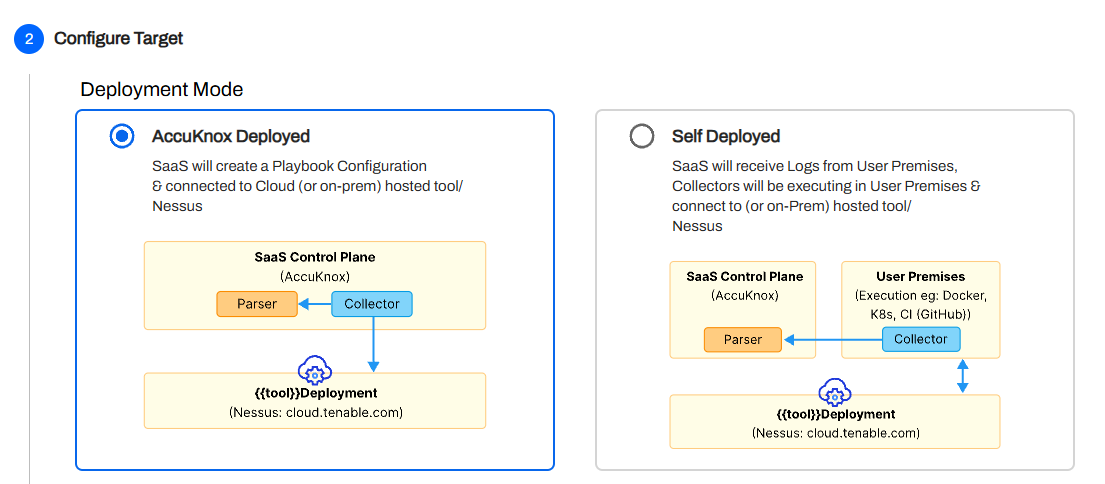 2 Configure Target
Deployment Mode
AccuKnox Deployed
SaaS will create a Playbook Configuration
& connected to Cloud (or on-prem) hosted tool/
Nessus
SaaS Control Plane
(AccuKnox)
Parser
Collector
{{tool}}Deployment
(Nessus: cloud.tenable.com)
Self Deployed
SaaS will receive Logs from User Premises,
Collectors will be executing in User Premises &
connect to (or on-Prem) hosted tool/
Nessus
SaaS Control Plane
(AccuKnox)
Parser
User Premises
(Execution eg: Docker,
K8s, CI (GitHub))
Collector
{{tool}}Deployment
(Nessus: cloud.tenable.com)